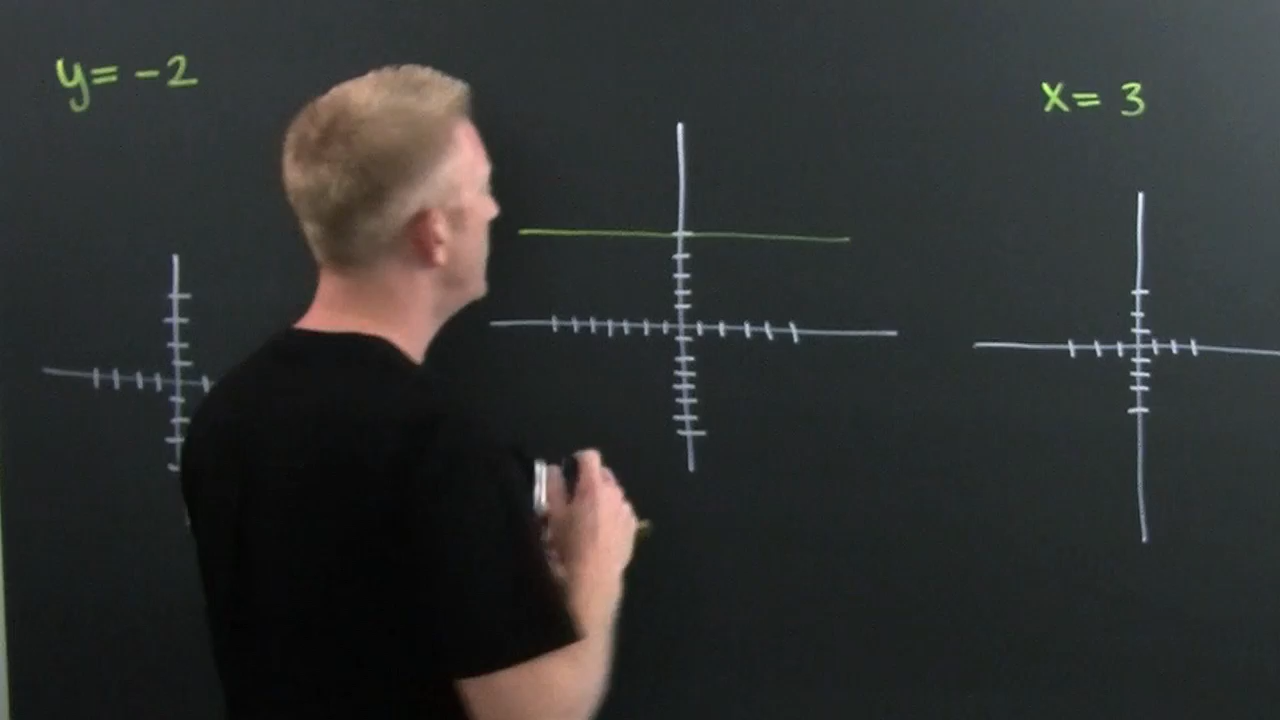 y = -2
x = 3